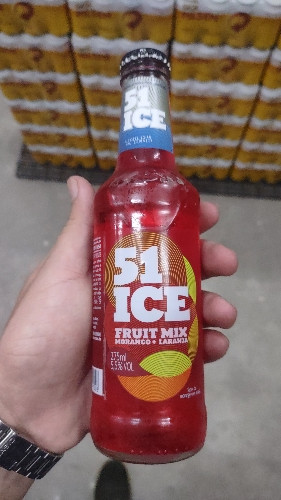 51
ICE
51
ICE
FRUIT MIX
MORANGO + LARANJA
275ml
5,5%VOL